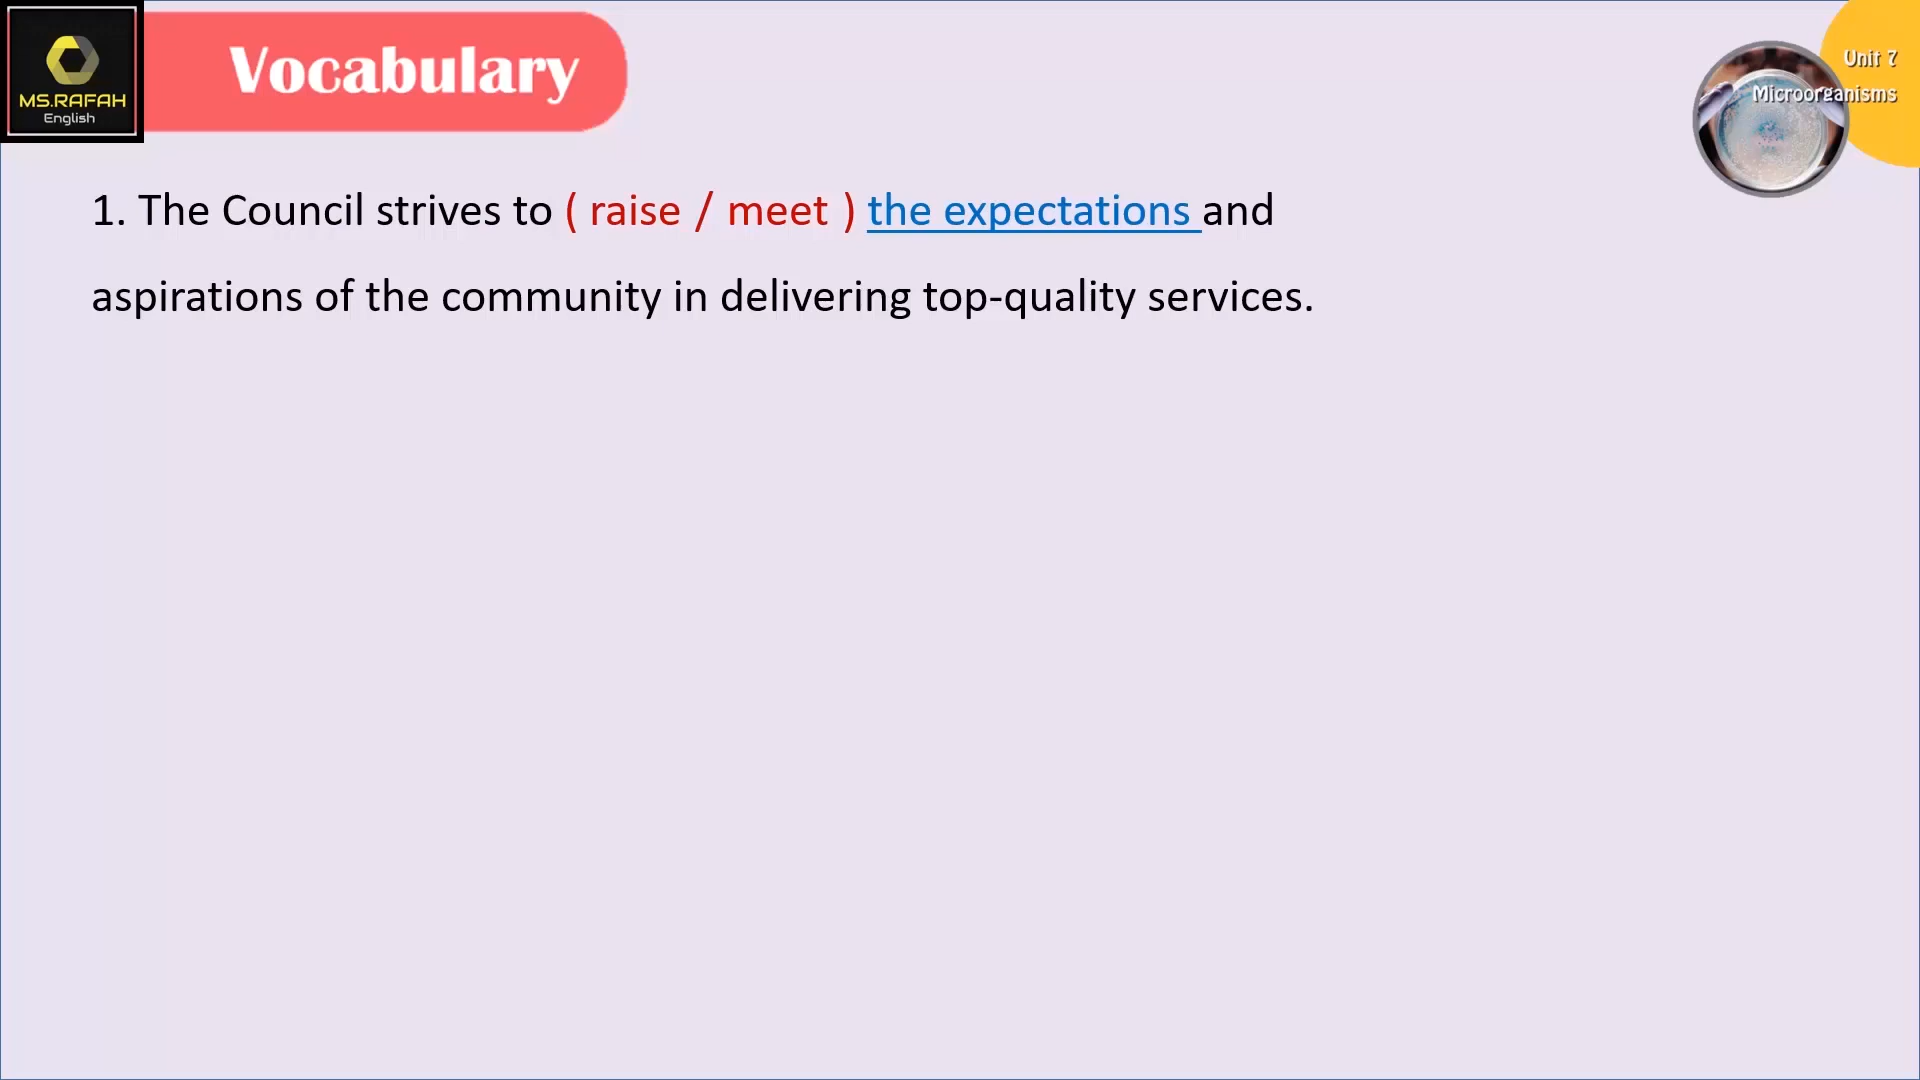 MS.RAFAH
English
Vocabulary
Unit 7
Microorganisms
1. The Council strives to ( raise / meet ) the expectations and
aspirations of the community in delivering top-quality services.